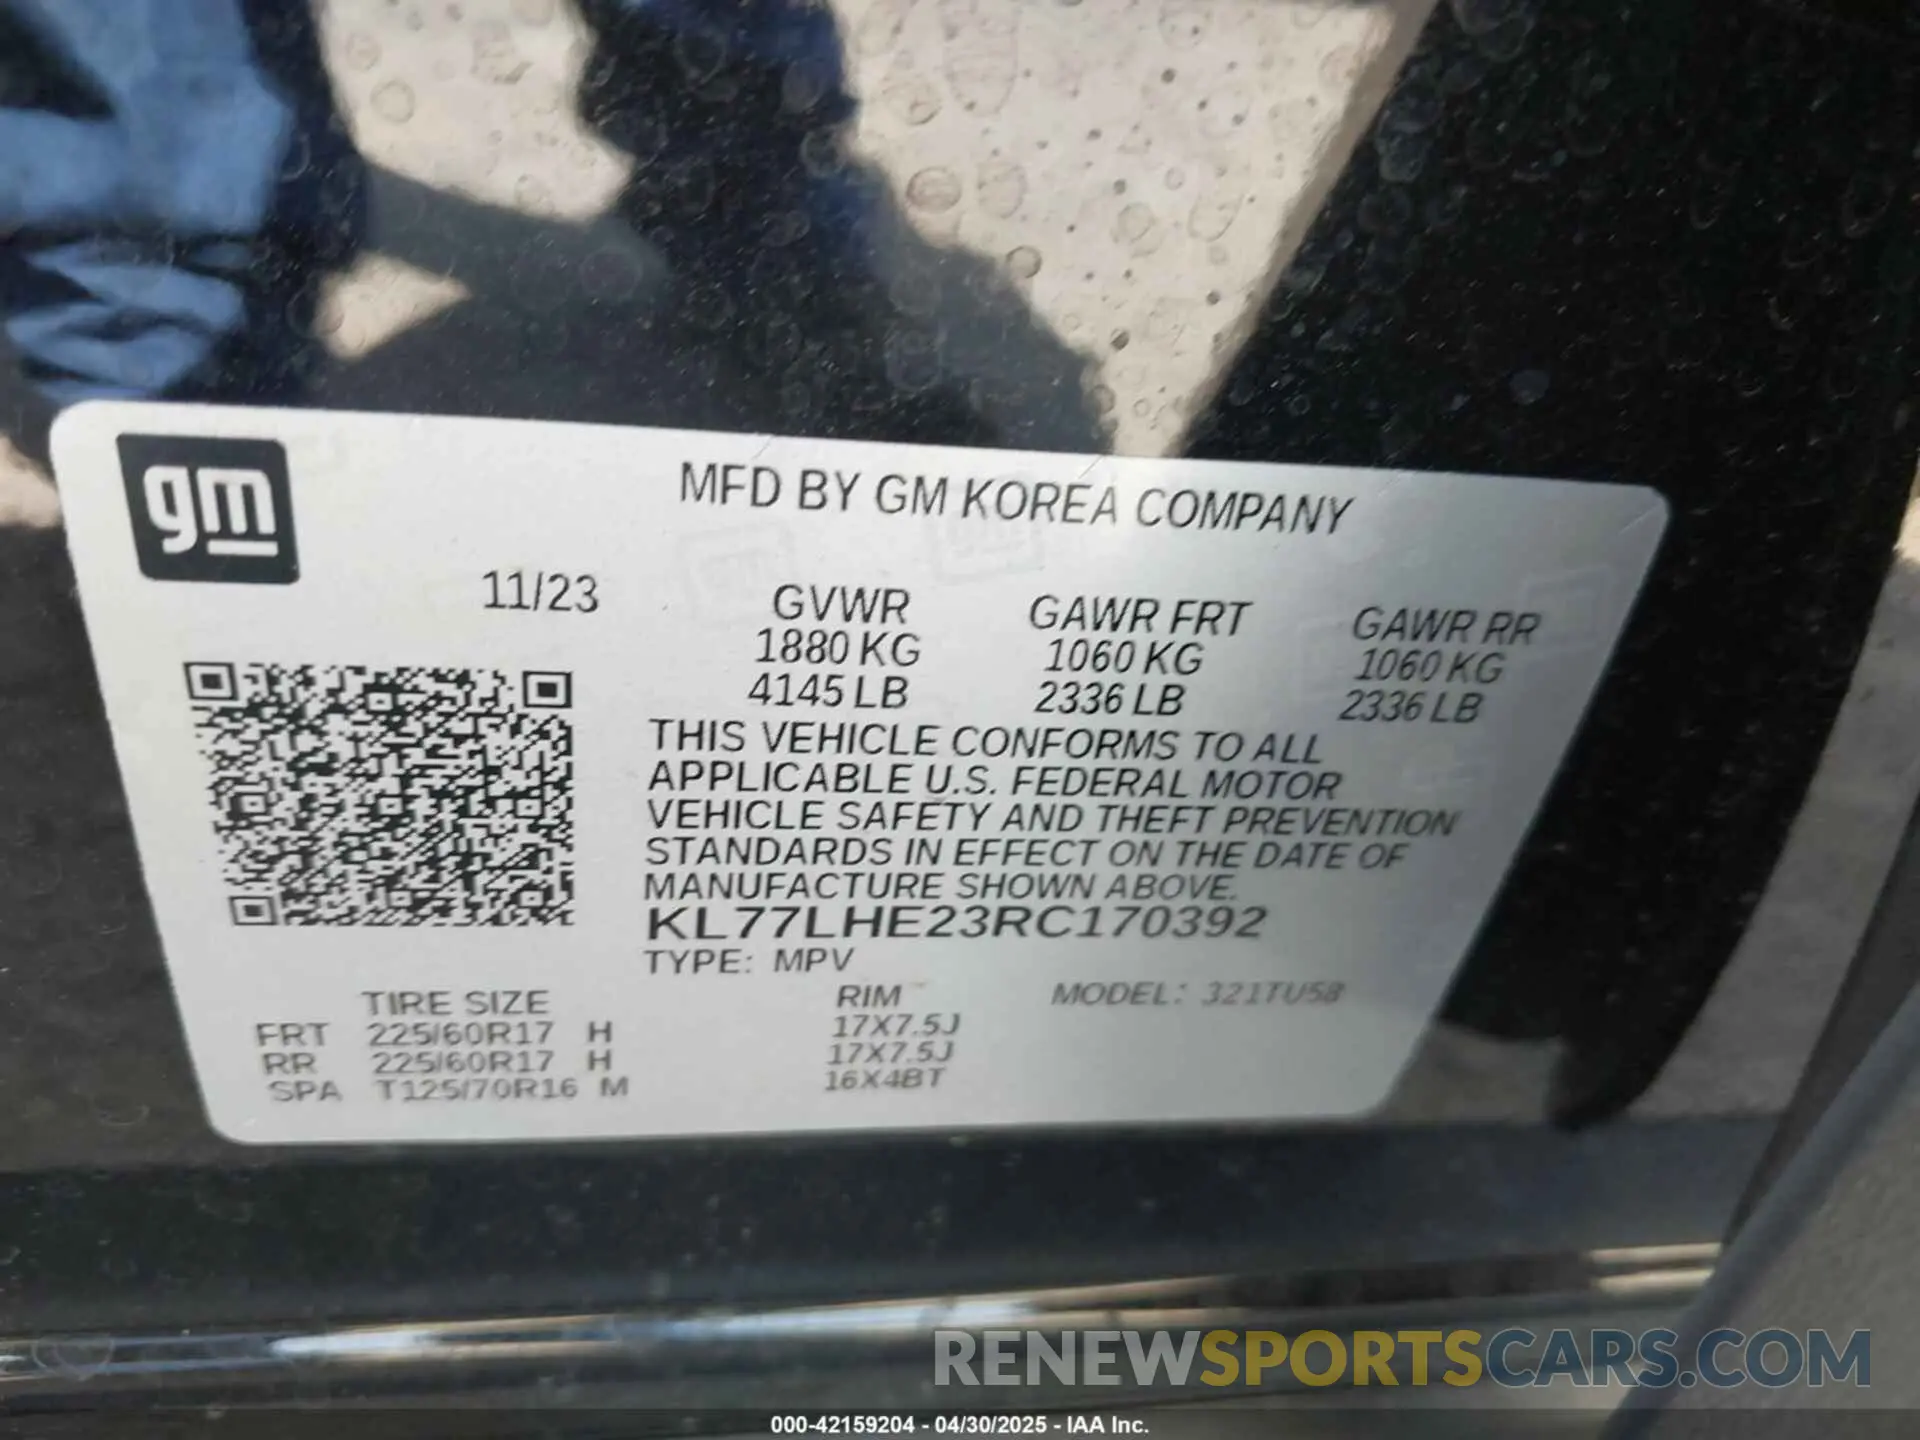 gm
MFD BY GM KOREA COMPANY
11/23
GVWR GAWR FRT GAWR RR
1880 KG 1060 KG 1060 KG
4145 LB 2336 LB 2336 LB
THIS VEHICLE CONFORMS TO ALL
APPLICABLE U.S. FEDERAL MOTOR
VEHICLE SAFETY AND THEFT PREVENTION
STANDARDS IN EFFECT ON THE DATE OF
MANUFACTURE SHOWN ABOVE.
KL77LHE23RC170392
TYPE: MPV
TIRE SIZE RIM MODEL: 321TU58
FRT 225/60R17 H 17X7.5J
RR 225/60R17 H 17X7.5J
SPA T125/70R16 M 16X4BT
RENEWSPORTSCARS.COM
000-42159204 - 04/30/2025 - IAA Inc.